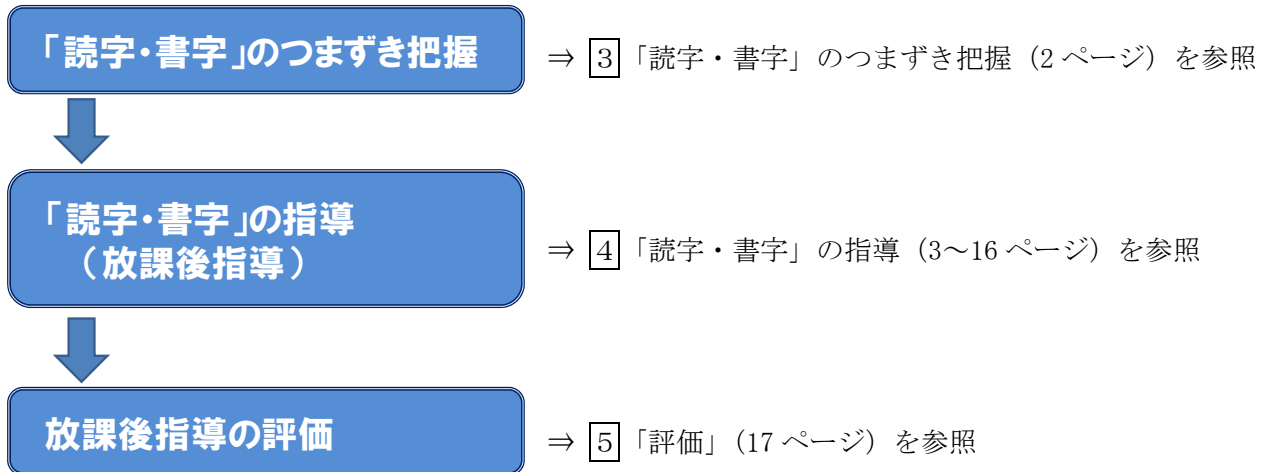 「読字・書字」のつまずき把握 ⇒ 3「読字・書字」のつまずき把握（2 ページ）を参照
「読字・書字」の指導
（放課後指導） ⇒ 4「読字・書字」の指導（3～16 ページ）を参照
放課後指導の評価 ⇒ 5「評価」（17 ページ）を参照